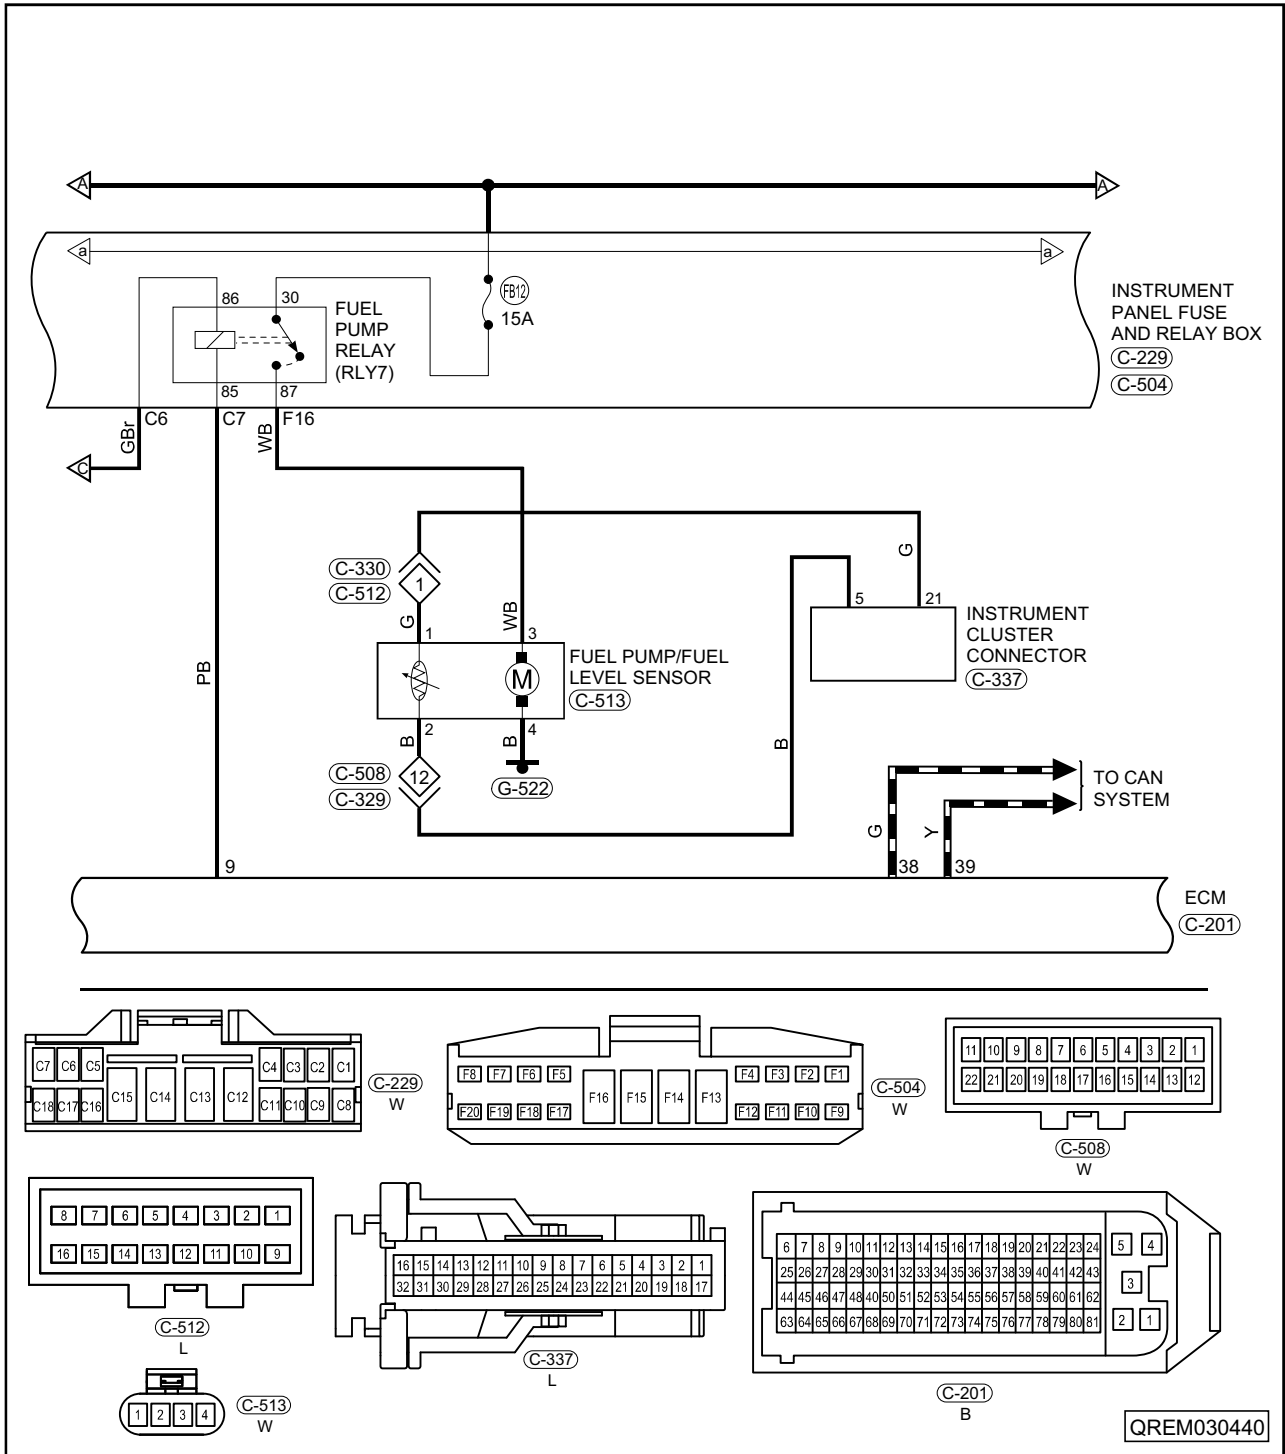 A
A
a
a
FB12
15A
86
30
FUEL
PUMP
RELAY
(RLY7)
85
87
INSTRUMENT
PANEL FUSE
AND RELAY BOX
C-229
C-504
C6
C7
F16
GBr
WB
C
PB
C-330
C-512
1
G
1
WB
3
FUEL PUMP/FUEL
LEVEL SENSOR
C-513
M
2
4
B
B
C-508
C-329
12
G-522
G
5
21
INSTRUMENT
CLUSTER
CONNECTOR
C-337
B
TO CAN
SYSTEM
G
Y
9
38
39
ECM
C-201
C7 C6 C5 C4 C3 C2 C1
C15 C14 C13 C12
C18 C17 C16 C11 C10 C9 C8
C-229
W
F8 F7 F6 F5 F4 F3 F2 F1
F16 F15 F14 F13
F20 F19 F18 F17 F12 F11 F10 F9
C-504
W
11 10 9 8 7 6 5 4 3 2 1
22 21 20 19 18 17 16 15 14 13 12
C-508
W
8 7 6 5 4 3 2 1
16 15 14 13 12 11 10 9
C-512
L
16 15 14 13 12 11 10 9 8 7 6 5 4 3 2 1
32 31 30 29 28 27 26 25 24 23 22 21 20 19 18 17
C-337
L
6 7 8 9 10 11 12 13 14 15 16 17 18 19 20 21 22 23 24
25 26 27 28 29 30 31 32 33 34 35 36 37 38 39 40 41 42 43
44 45 46 47 48 40 50 51 52 53 54 55 56 57 58 59 60 61 62
63 64 65 66 67 68 69 70 71 72 73 74 75 76 77 78 79 80 81
5 4
3
2 1
C-201
B
1 2 3 4
C-513
W
QREM030440